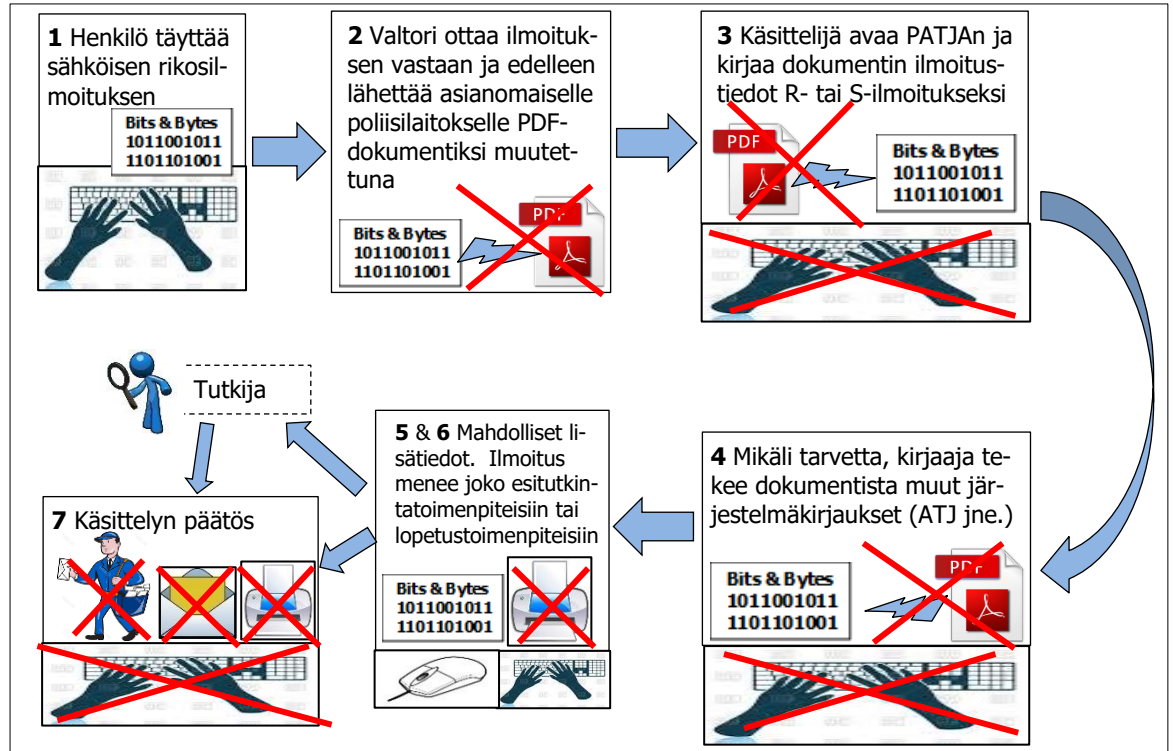 1 Henkilö täyttää
sähköisen rikosil-
moituksen
Bits & Bytes
1011001011
1101101001
2 Valtori ottaa ilmoituk-
sen vastaan ja edelleen
lähettää asianomaiselle
poliisilaitokselle PDF-
dokumentiksi muutet-
tuna
Bits & Bytes
1011001011
1101101001
PDF
3 Käsittelijä avaa PATJAn ja
kirjaa dokumentin ilmoitus-
tiedot R- tai S-ilmoitukseksi
PDF
Bits & Bytes
1011001011
1101101001
4 Mikäli tarvetta, kirjaaja te-
kee dokumentista muut jär-
jestelmäkirjaukset (ATJ jne.)
Bits & Bytes
1011001011
1101101001
PDF
5 & 6 Mahdolliset li-
sätiedot. Ilmoitus
menee joko esitutkin-
tatoimenpiteisiin tai
lopetustoimenpiteisiin
Bits & Bytes
1011001011
1101101001
Tutkija
7 Käsittelyn päätös